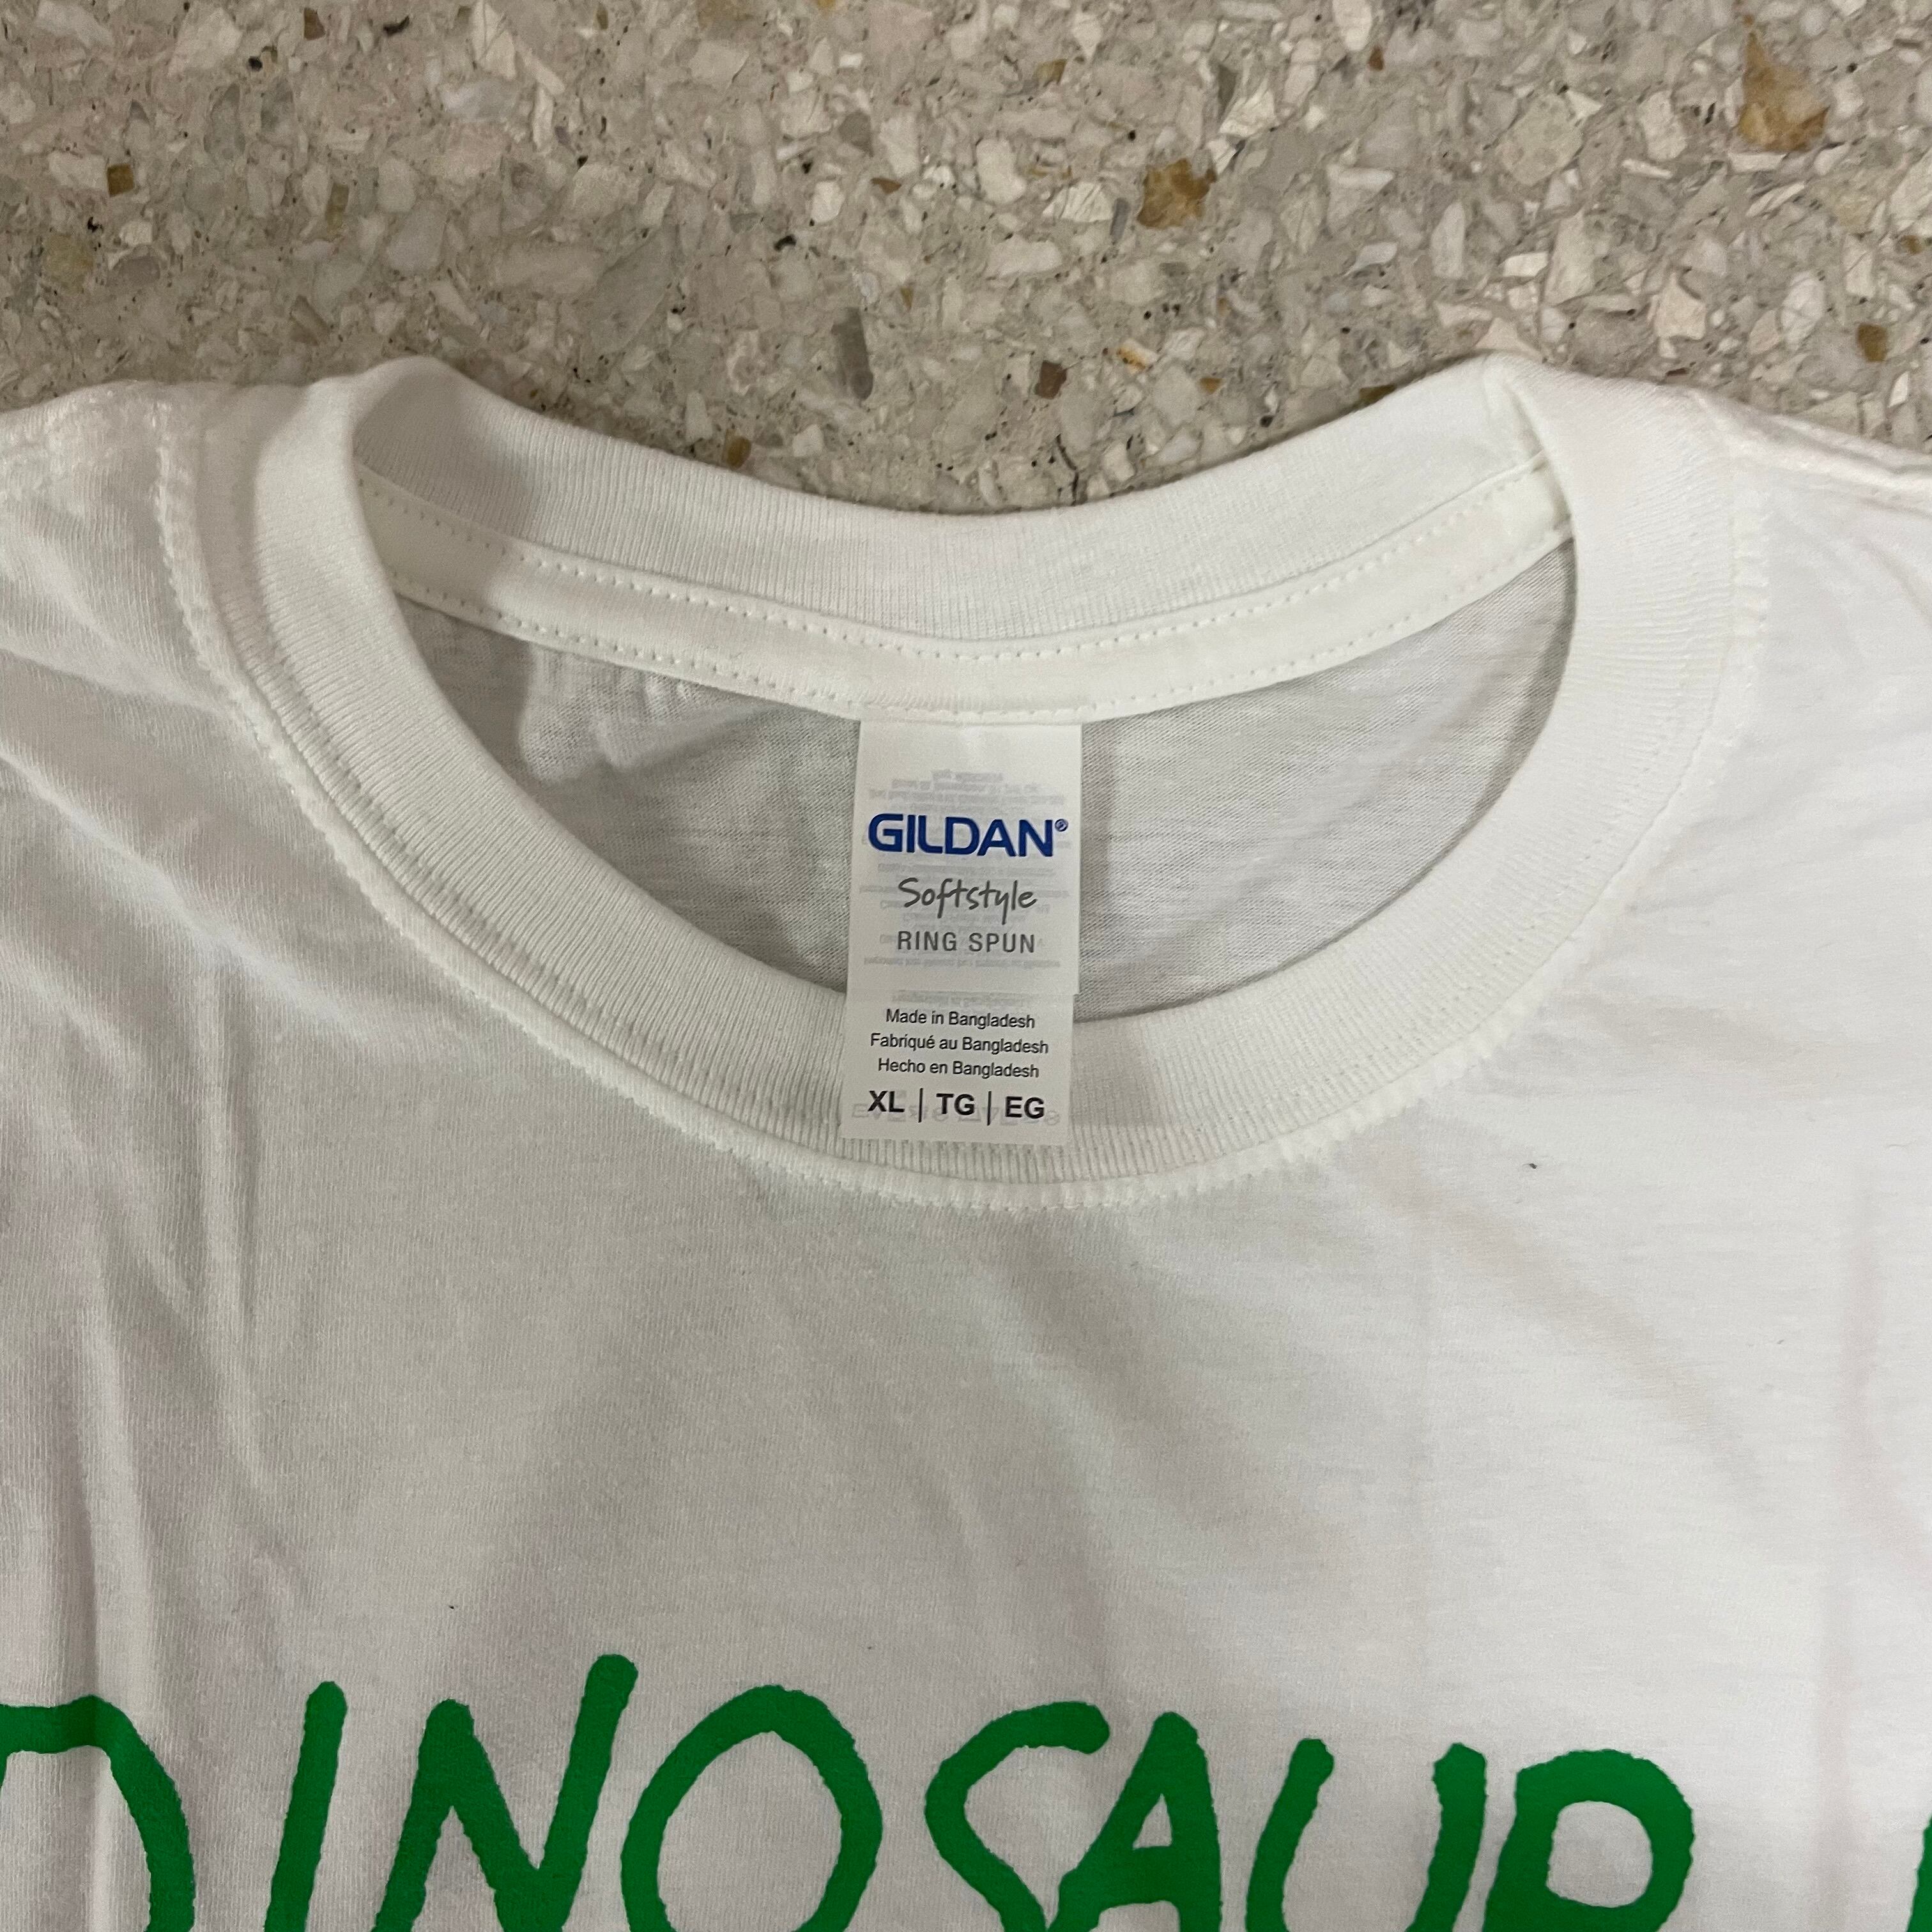 GILDAN®
Softstyle
RING SPUN
Made in Bangladesh
Fabriqué au Bangladesh
Hecho en Bangladesh
XL | TG | EG
DINOSAUR